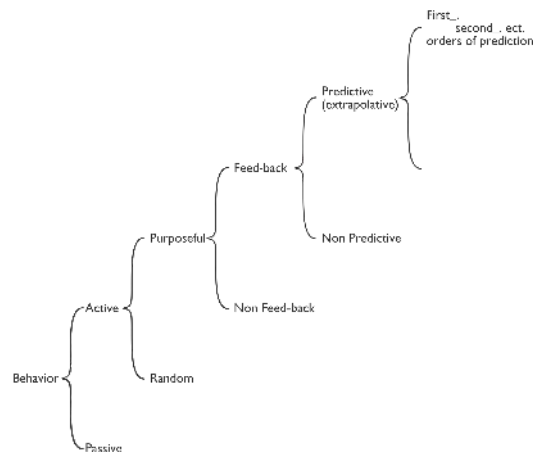 First_.
second . ect.
orders of prediction
Predictive
(extrapolative)
Feed-back
Purposeful
Non Predictive
Active
Non Feed-back
Behavior
Random
Passive